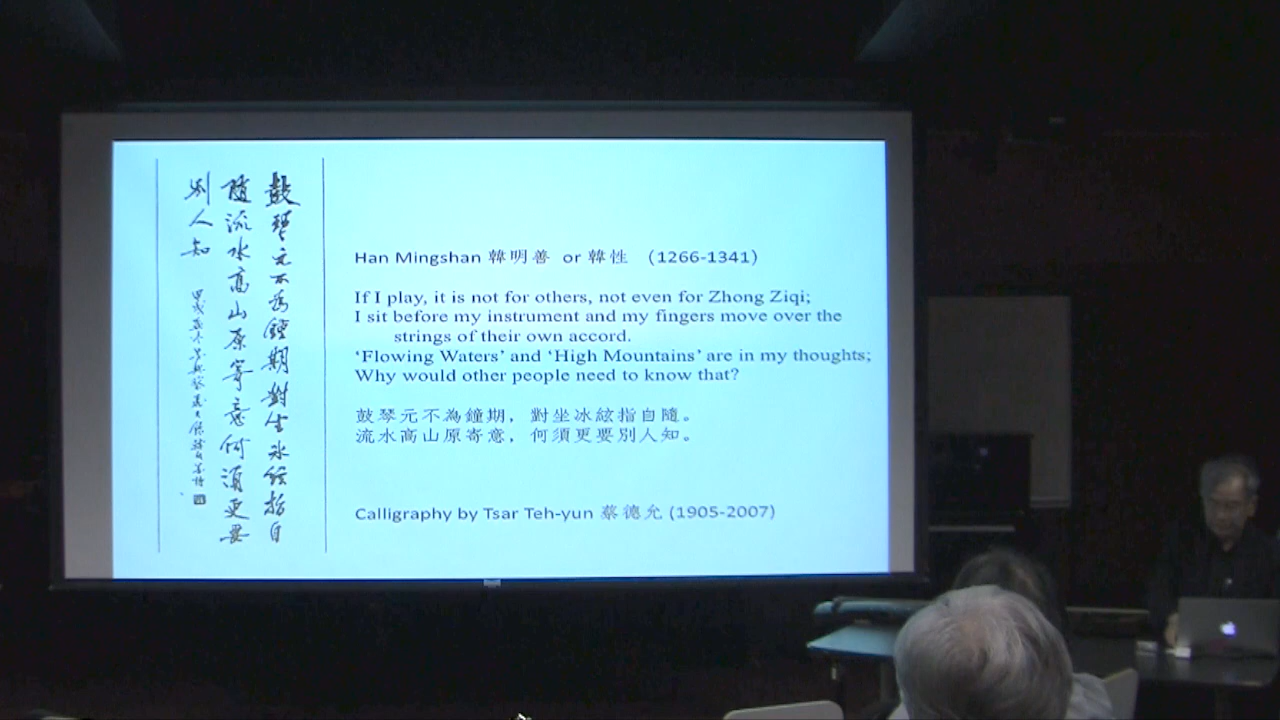 鼓琴元不為鐘期對坐冰絃指自
隨流水高山原寄意何須更要
別人知
Han Mingshan 韓明善 or 韓性 (1266-1341)
If I play, it is not for others, not even for Zhong Ziqi;
I sit before my instrument and my fingers move over the
strings of their own accord.
‘Flowing Waters’ and ‘High Mountains’ are in my thoughts;
Why would other people need to know that?
鼓琴元不為鐘期，對坐冰絃指自隨。
流水高山原寄意，何須更要別人知。
Calligraphy by Tsar Teh-yun 蔡德允 (1905-2007)